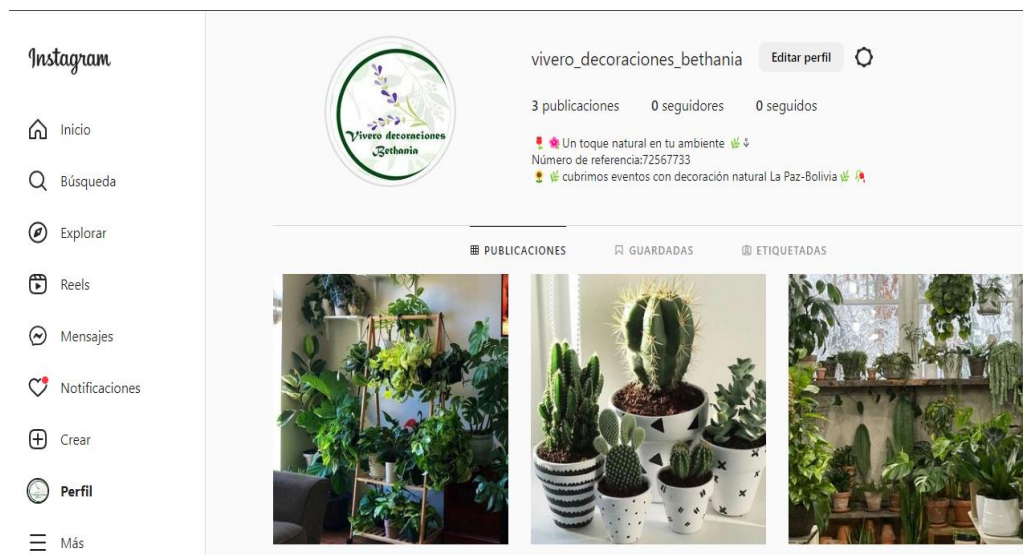 Instagram
Inicio
Búsqueda
Explorar
Reels
Mensajes
Notificaciones
Crear
Perfil
Más
Vivero decoraciones
Bethania
vivero_decoraciones_bethania Editar perfil
3 publicaciones 0 seguidores 0 seguidos
🌷🌺Un toque natural en tu ambiente 🌿⚘
Número de referencia:72567733
🌻🌿 cubrimos eventos con decoración natural La Paz-Bolivia 🌿🥀
PUBLICACIONES GUARDADAS ETIQUETADAS